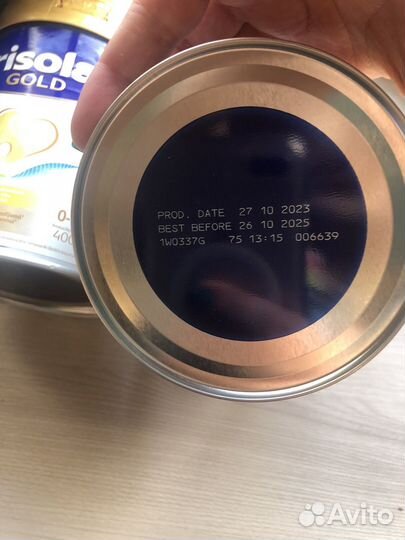 risola
GOLD
0-
400
PROD. DATE 27 10 2023
BEST BEFORE 26 10 2025
1W0337G 75 13:15 006639
Avito